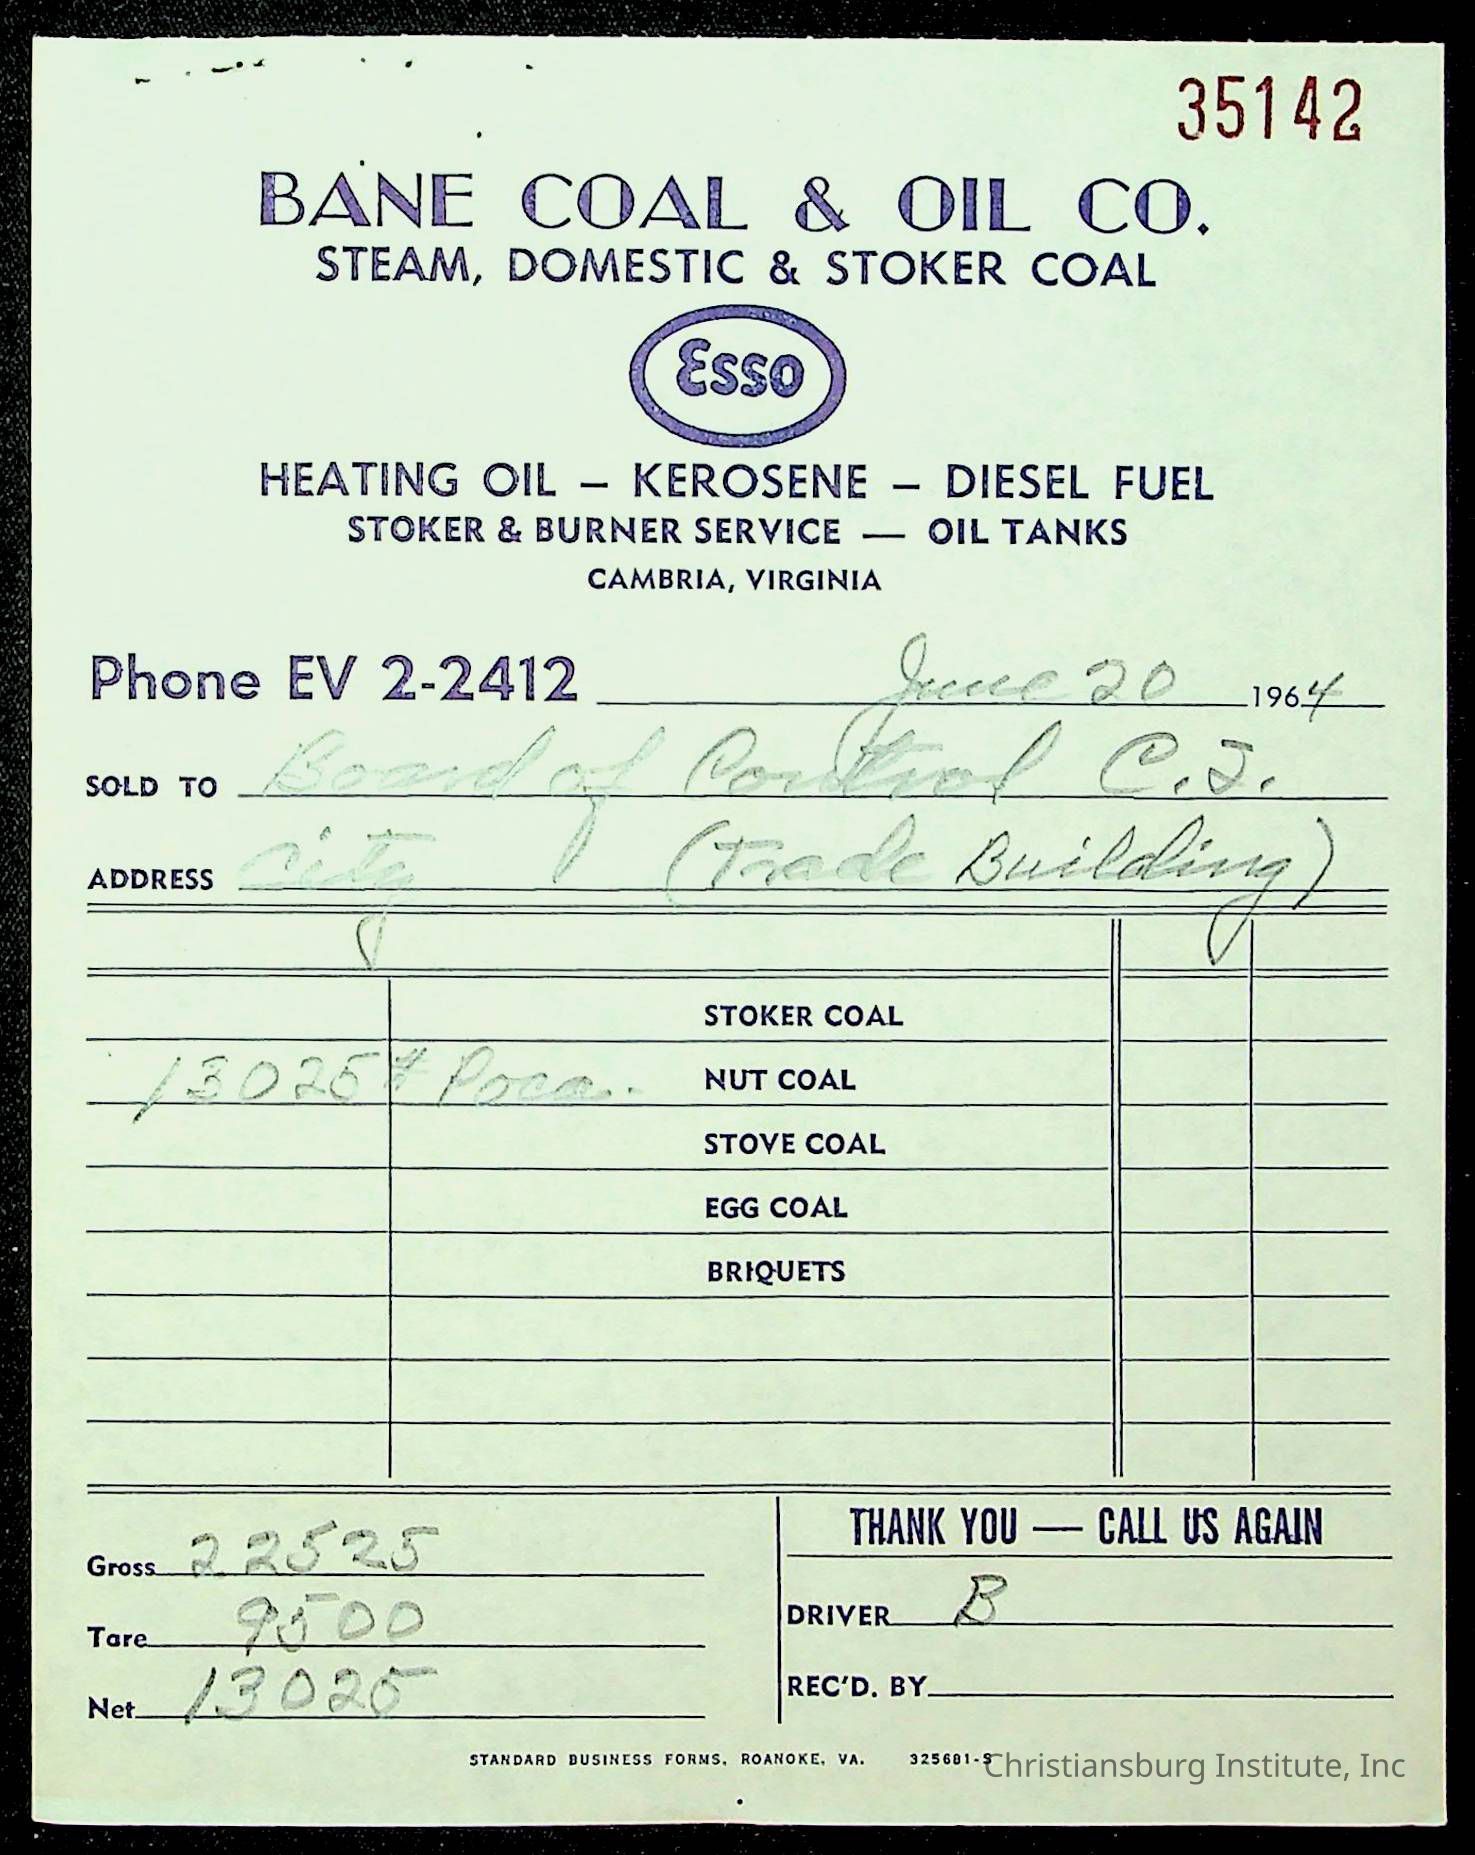 35142
BANE COAL & OIL CO.
STEAM, DOMESTIC & STOKER COAL
Esso
HEATING OIL — KEROSENE — DIESEL FUEL
STOKER & BURNER SERVICE — OIL TANKS
CAMBRIA, VIRGINIA
Phone EV 2-2412 June 20 1964
SOLD TO Board of Control C.I.
ADDRESS City (Trade Building)
STOKER COAL
13025 # Poca. NUT COAL
STOVE COAL
EGG COAL
BRIQUETS
THANK YOU — CALL US AGAIN
Gross 22525
Tare 9500
Net 13025
DRIVER B
REC'D. BY
STANDARD BUSINESS FORMS, ROANOKE, VA. 325681-S
Christiansburg Institute, Inc